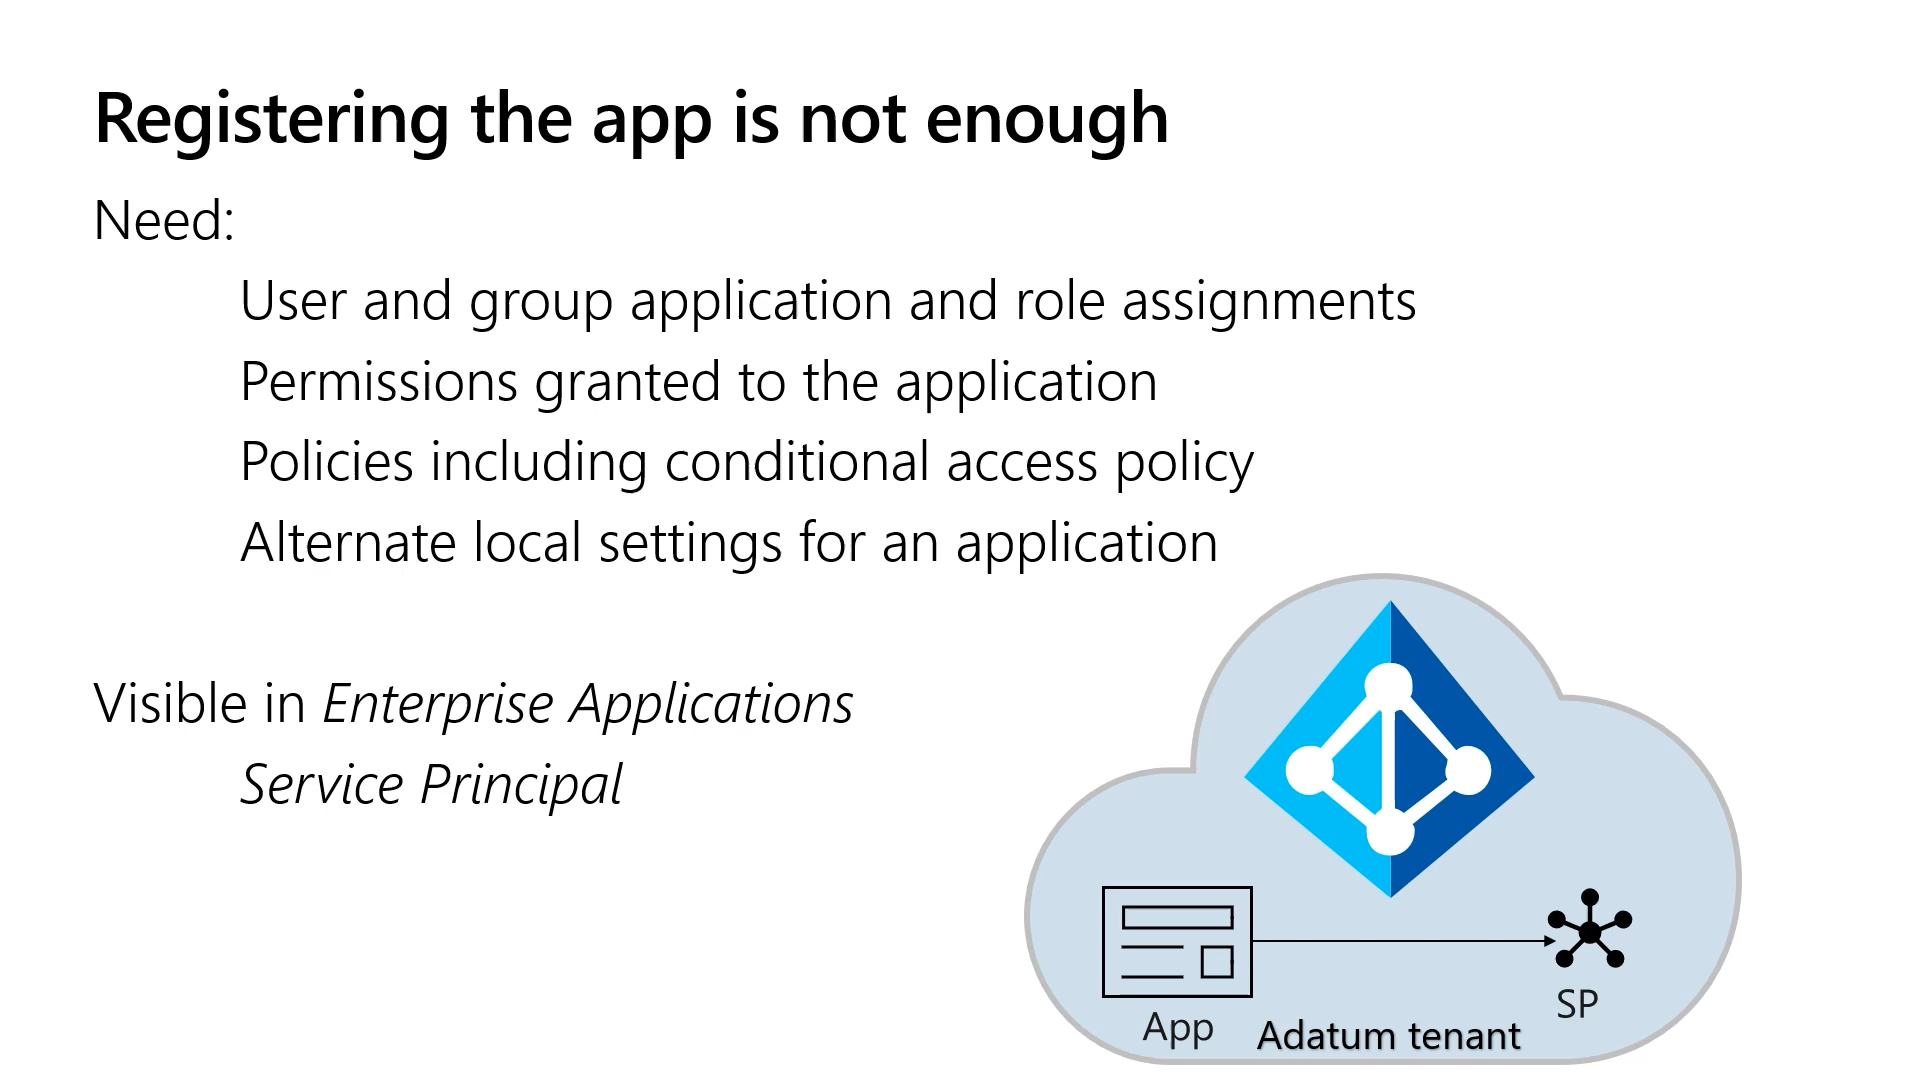 Registering the app is not enough
Need:
User and group application and role assignments
Permissions granted to the application
Policies including conditional access policy
Alternate local settings for an application
Visible in Enterprise Applications
Service Principal
App
Adatum tenant
SP